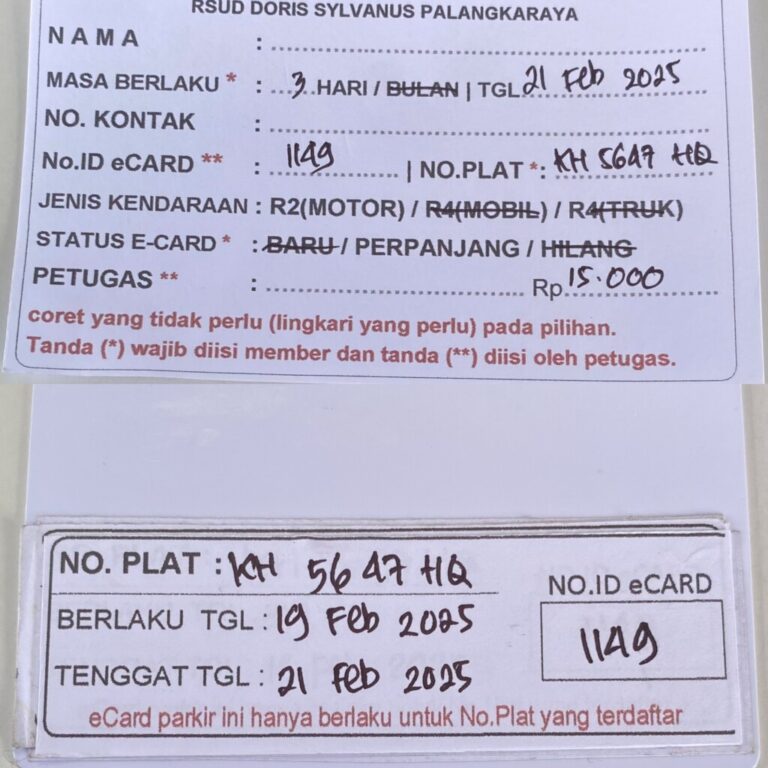 RSUD DORIS SYLVANUS PALANGKARAYA
NAMA : ........................
MASA BERLAKU * : ...3.. HARI / BULAN | TGL 21 Feb 2025
NO. KONTAK : ........................
No.ID eCARD ** : 1149 ............ | NO.PLAT *: KH 5647 HQ
JENIS KENDARAAN : R2(MOTOR) / R4(MOBIL) / R4(TRUK)
STATUS E-CARD * : BARU / PERPANJANG / HILANG
PETUGAS ** : ........................ Rp 15.000
coret yang tidak perlu (lingkari yang perlu) pada pilihan.
Tanda (*) wajib diisi member dan tanda (**) diisi oleh petugas.
NO. PLAT : KH 5647 HQ
NO.ID eCARD
BERLAKU TGL : 19 Feb 2025
1149
TENGGAT TGL : 21 Feb 2025
eCard parkir ini hanya berlaku untuk No.Plat yang terdaftar